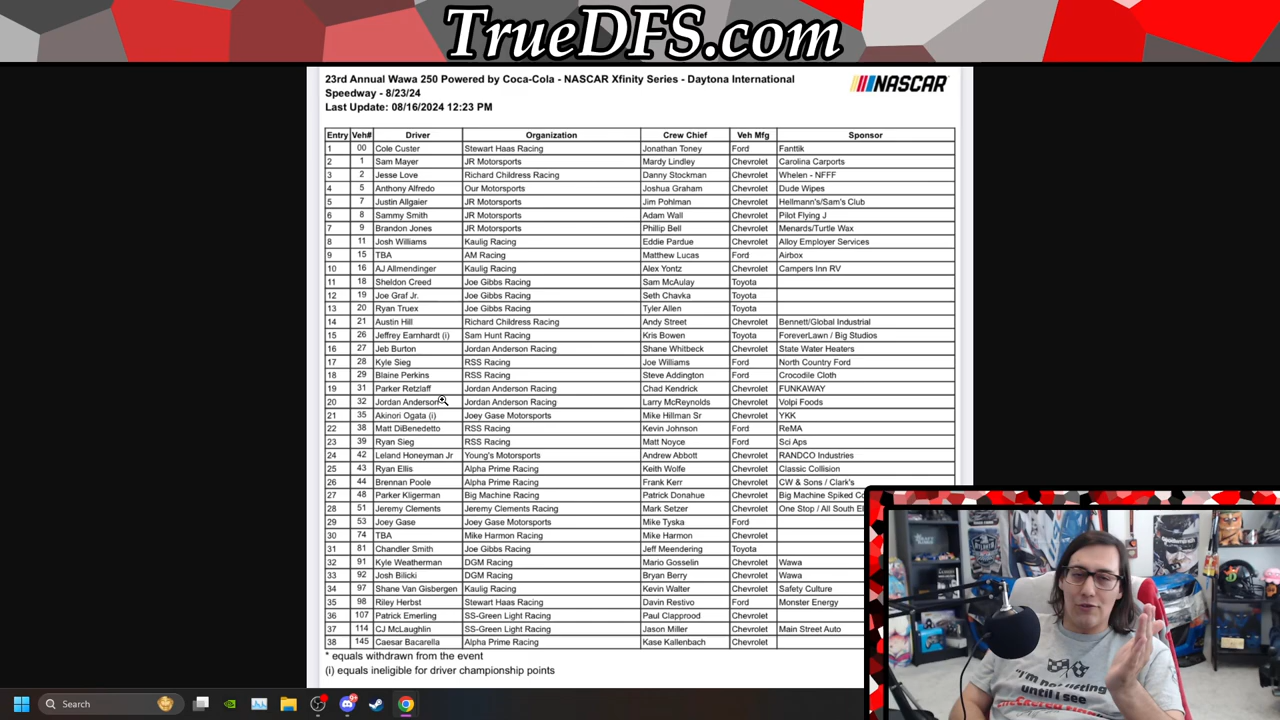 TrueDFS.com
23rd Annual Wawa 250 Powered by Coca-Cola - NASCAR Xfinity Series - Daytona International
Speedway - 8/23/24
Last Update: 08/16/2024 12:23 PM
NASCAR
Entry Veh# Driver Organization Crew Chief Veh Mfg Sponsor
1 00 Cole Custer Stewart Haas Racing Jonathan Toney Ford Fanttik
2 1 Sam Mayer JR Motorsports Mardy Lindley Chevrolet Carolina Carports
3 2 Jesse Love Richard Childress Racing Danny Stockman Chevrolet Whelen - NFFF
4 5 Anthony Alfredo Our Motorsports Joshua Graham Chevrolet Dude Wipes
5 7 Justin Allgaier JR Motorsports Jim Pohlman Chevrolet Hellmann's/Sam's Club
6 8 Sammy Smith JR Motorsports Adam Wall Chevrolet Pilot Flying J
7 9 Brandon Jones JR Motorsports Phillip Bell Chevrolet Menards/Turtle Wax
8 11 Josh Williams Kaulig Racing Eddie Pardue Chevrolet Alloy Employer Services
9 15 TBA AM Racing Matthew Lucas Ford Airbox
10 16 AJ Allmendinger Kaulig Racing Alex Yontz Chevrolet Campers Inn RV
11 18 Sheldon Creed Joe Gibbs Racing Sam McAulay Toyota
12 19 Joe Graf Jr. Joe Gibbs Racing Seth Chavka Toyota
13 20 Ryan Truex Joe Gibbs Racing Tyler Allen Toyota
14 21 Austin Hill Richard Childress Racing Andy Street Chevrolet Bennett/Global Industrial
15 26 Jeffrey Earnhardt (i) Sam Hunt Racing Kris Bowen Toyota ForeverLawn / Big Studios
16 27 Jeb Burton Jordan Anderson Racing Shane Whitbeck Chevrolet State Water Heaters
17 28 Kyle Sieg RSS Racing Joe Williams Ford North Country Ford
18 29 Blaine Perkins RSS Racing Steve Addington Ford Crocodile Cloth
19 31 Parker Retzlaff Jordan Anderson Racing Chad Kendrick Chevrolet FUNKAWAY
20 32 Jordan Anderson Jordan Anderson Racing Larry McReynolds Chevrolet Volpi Foods
21 35 Akinori Ogata (i) Joey Gase Motorsports Mike Hillman Sr Chevrolet YKK
22 38 Matt DiBenedetto RSS Racing Kevin Johnson Ford ReMA
23 39 Ryan Sieg RSS Racing Matt Noyce Ford Sci Aps
24 42 Leland Honeyman Jr Young's Motorsports Andrew Abbott Chevrolet RANDCO Industries
25 43 Ryan Ellis Alpha Prime Racing Keith Wolfe Chevrolet Classic Collision
26 44 Brennan Poole Alpha Prime Racing Frank Kerr Chevrolet CW & Sons / Clark's
27 48 Parker Kligerman Big Machine Racing Patrick Donahue Chevrolet Big Machine Spiked Co
28 51 Jeremy Clements Jeremy Clements Racing Mark Setzer Chevrolet One Stop / All South El
29 53 Joey Gase Joey Gase Motorsports Mike Tyska Ford
30 74 TBA Mike Harmon Racing Mike Harmon Chevrolet
31 81 Chandler Smith Joe Gibbs Racing Jeff Meendering Toyota
32 91 Kyle Weatherman DGM Racing Mario Gosselin Chevrolet Wawa
33 92 Josh Bilicki DGM Racing Bryan Berry Chevrolet Wawa
34 97 Shane Van Gisbergen Kaulig Racing Kevin Walter Chevrolet Safety Culture
35 98 Riley Herbst Stewart Haas Racing Davin Restivo Ford Monster Energy
36 107 Patrick Emerling SS-Green Light Racing Paul Clapprood Chevrolet
37 114 CJ McLaughlin SS-Green Light Racing Jason Miller Chevrolet Main Street Auto
38 145 Caesar Bacarella Alpha Prime Racing Kase Kallenbach Chevrolet
* equals withdrawn from the event
(i) equals ineligible for driver championship points
"I'm not lifting
until I see
Search